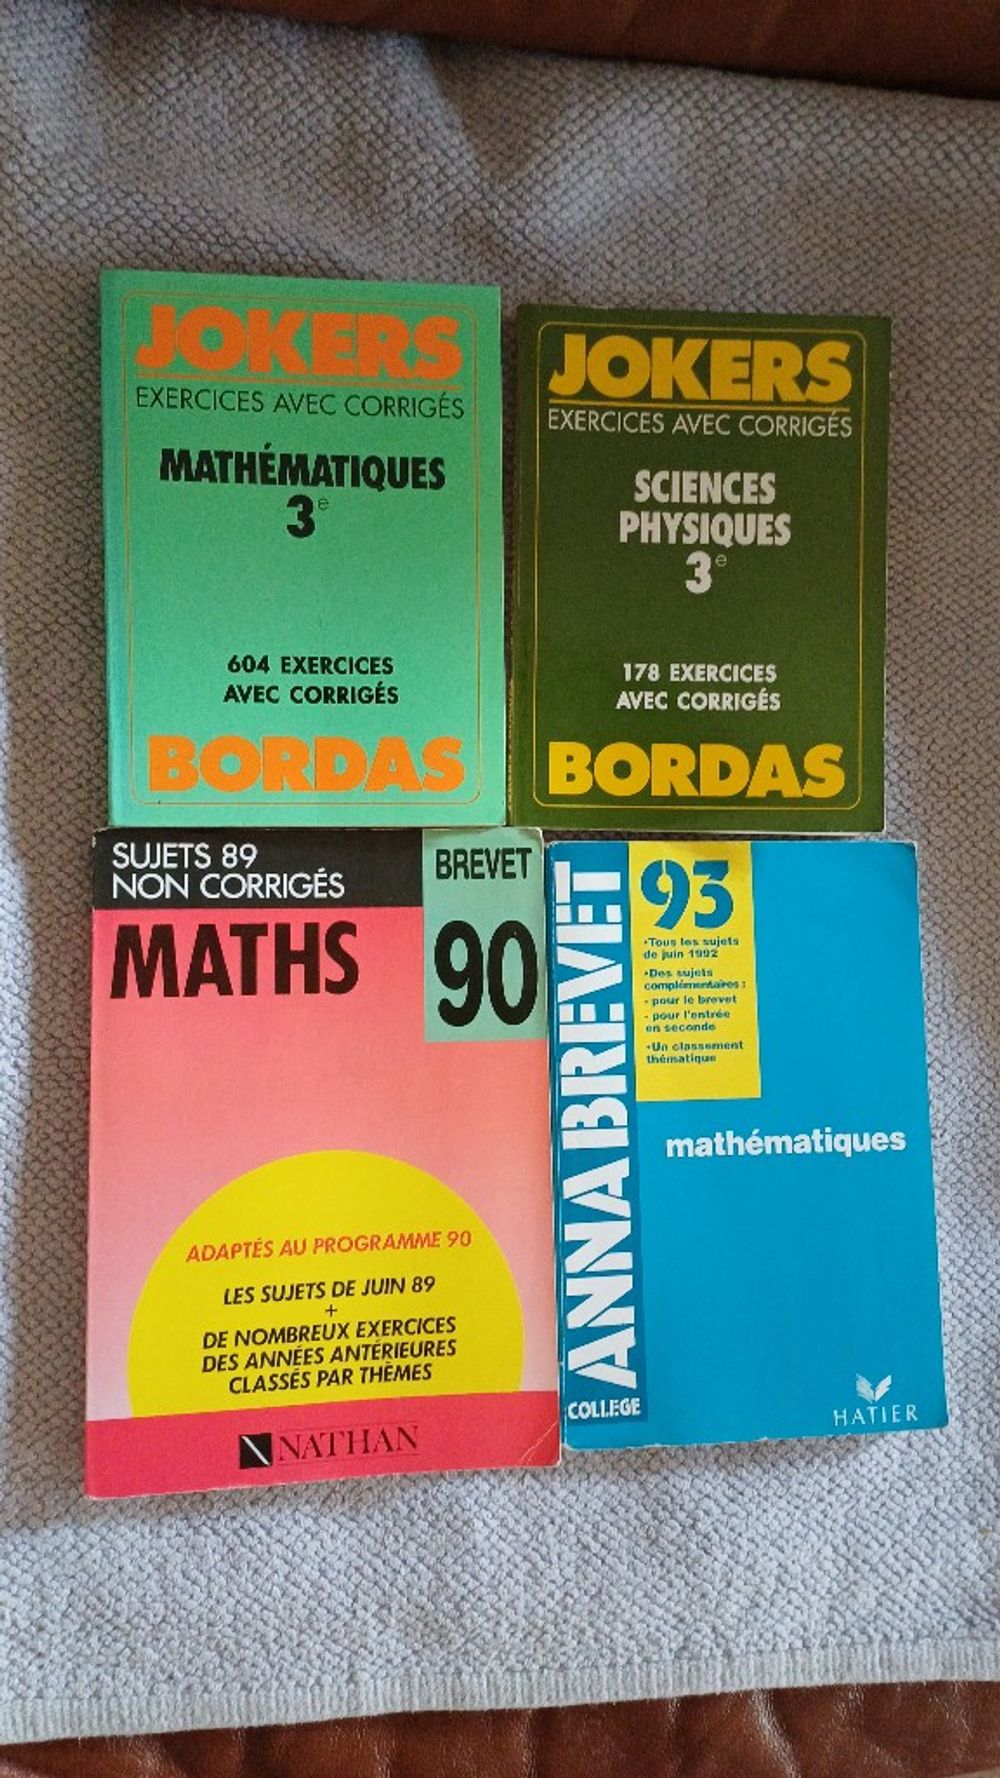 JOKERS
EXERCICES AVEC CORRIGÉS
MATHÉMATIQUES
3e
604 EXERCICES
AVEC CORRIGÉS
BORDAS
JOKERS
EXERCICES AVEC CORRIGÉS
SCIENCES
PHYSIQUES
3e
178 EXERCICES
AVEC CORRIGÉS
BORDAS
SUJETS 89
NON CORRIGÉS
BREVET
90
MATHS
ADAPTÉS AU PROGRAMME 90
LES SUJETS DE JUIN 89
+
DE NOMBREUX EXERCICES
DES ANNÉES ANTÉRIEURES
CLASSÉS PAR THÈMES
NATHAN
ANNABREVET
COLLEGE
93
•Tous les sujets
de juin 1992
•Des sujets
complémentaires :
- pour le brevet
- pour l'entrée
en seconde
•Un classement
thématique
mathématiques
HATIER